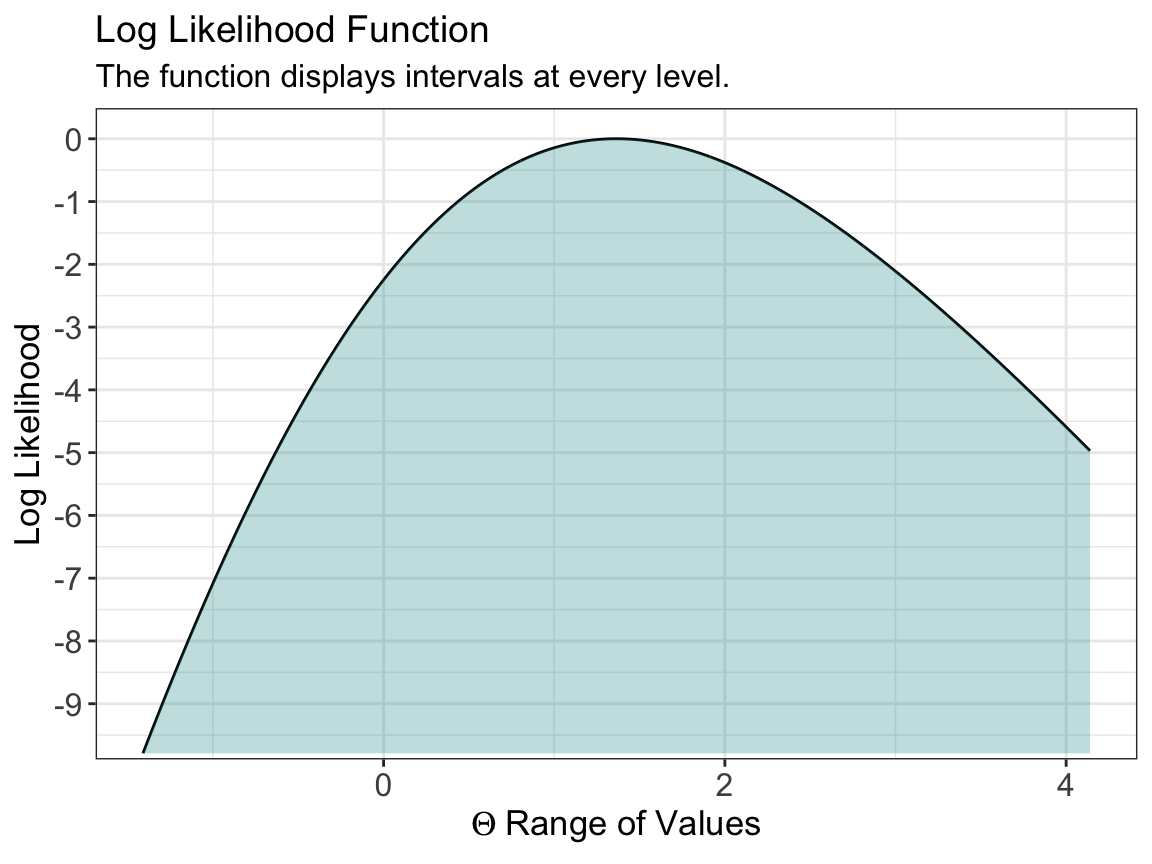 Log Likelihood Function
The function displays intervals at every level.
Log Likelihood
0
-1
-2
-3
-4
-5
-6
-7
-8
-9
0 2 4
Θ Range of Values